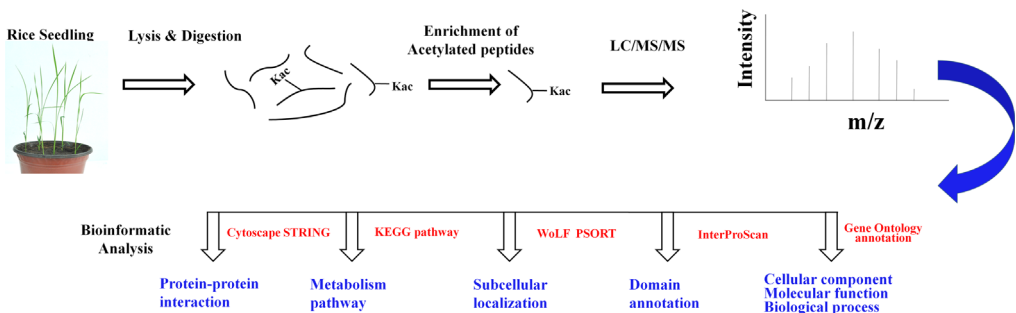 Rice Seedling
Lysis & Digestion
Kac
Kac
Enrichment of
Acetylated peptides
Kac
LC/MS/MS
Intensity
m/z
Bioinformatic
Analysis
Cytoscape STRING
KEGG pathway
WoLF PSORT
InterProScan
Gene Ontology
annotation
Protein-protein
interaction
Metabolism
pathway
Subcellular
localization
Domain
annotation
Cellular component
Molecular function
Biological process